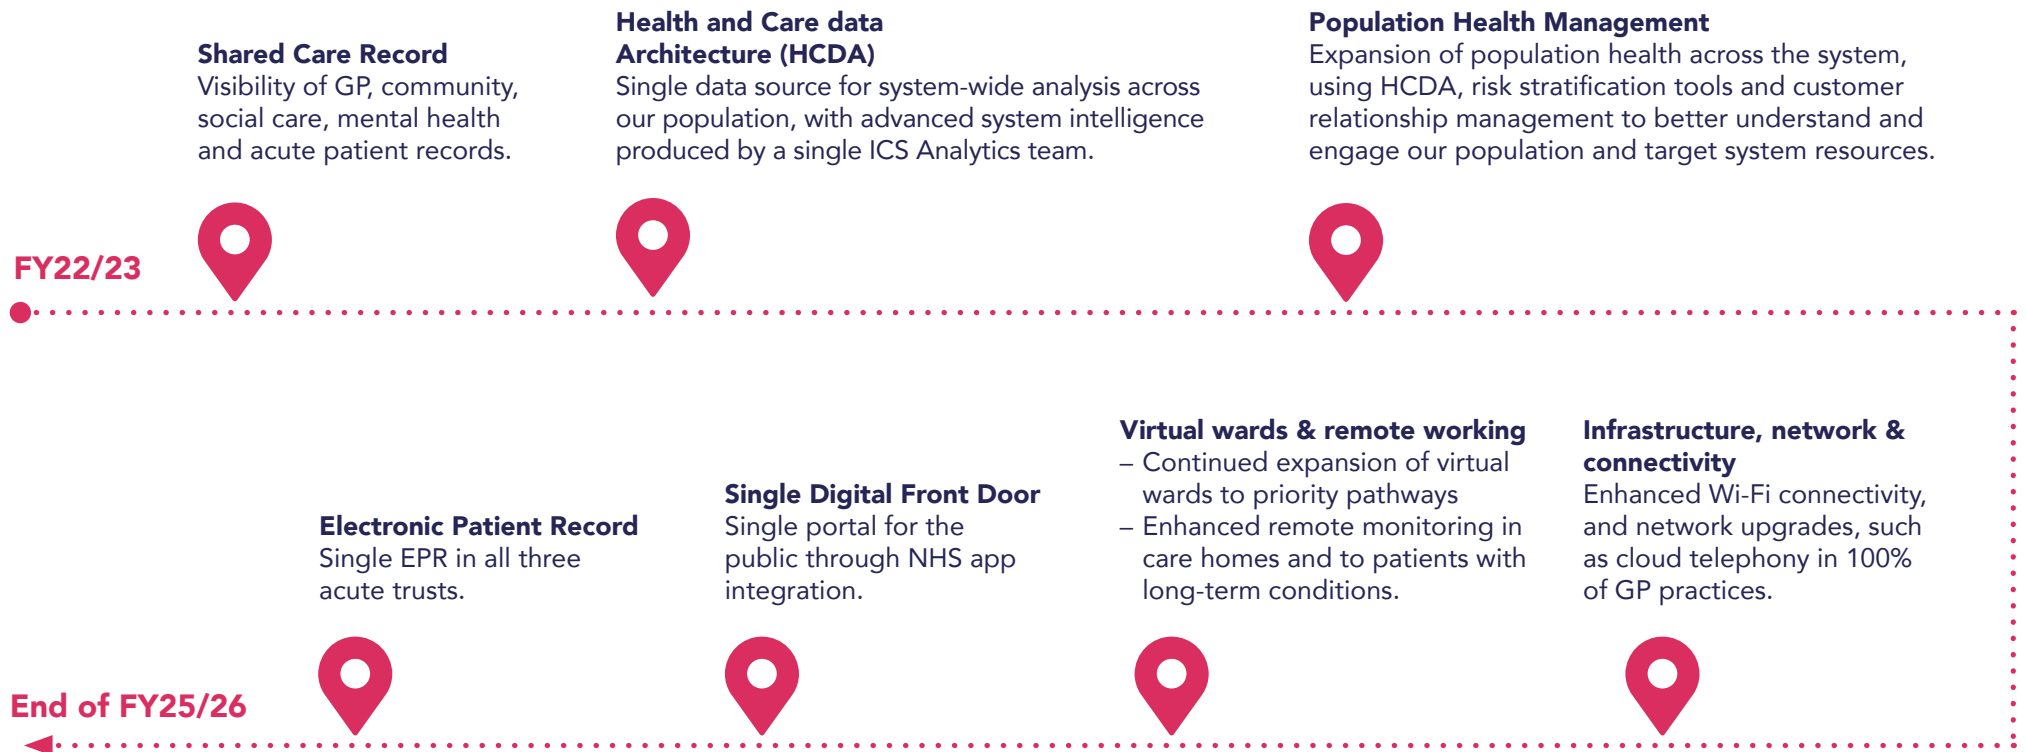 FY22/23
Shared Care Record
Visibility of GP, community,
social care, mental health
and acute patient records.
Health and Care data
Architecture (HCDA)
Single data source for system-wide analysis across
our population, with advanced system intelligence
produced by a single ICS Analytics team.
Population Health Management
Expansion of population health across the system,
using HCDA, risk stratification tools and customer
relationship management to better understand and
engage our population and target system resources.
Infrastructure, network &
connectivity
Enhanced Wi-Fi connectivity,
and network upgrades, such
as cloud telephony in 100%
of GP practices.
Virtual wards & remote working
– Continued expansion of virtual
wards to priority pathways
– Enhanced remote monitoring in
care homes and to patients with
long-term conditions.
Single Digital Front Door
Single portal for the
public through NHS app
integration.
Electronic Patient Record
Single EPR in all three
acute trusts.
End of FY25/26